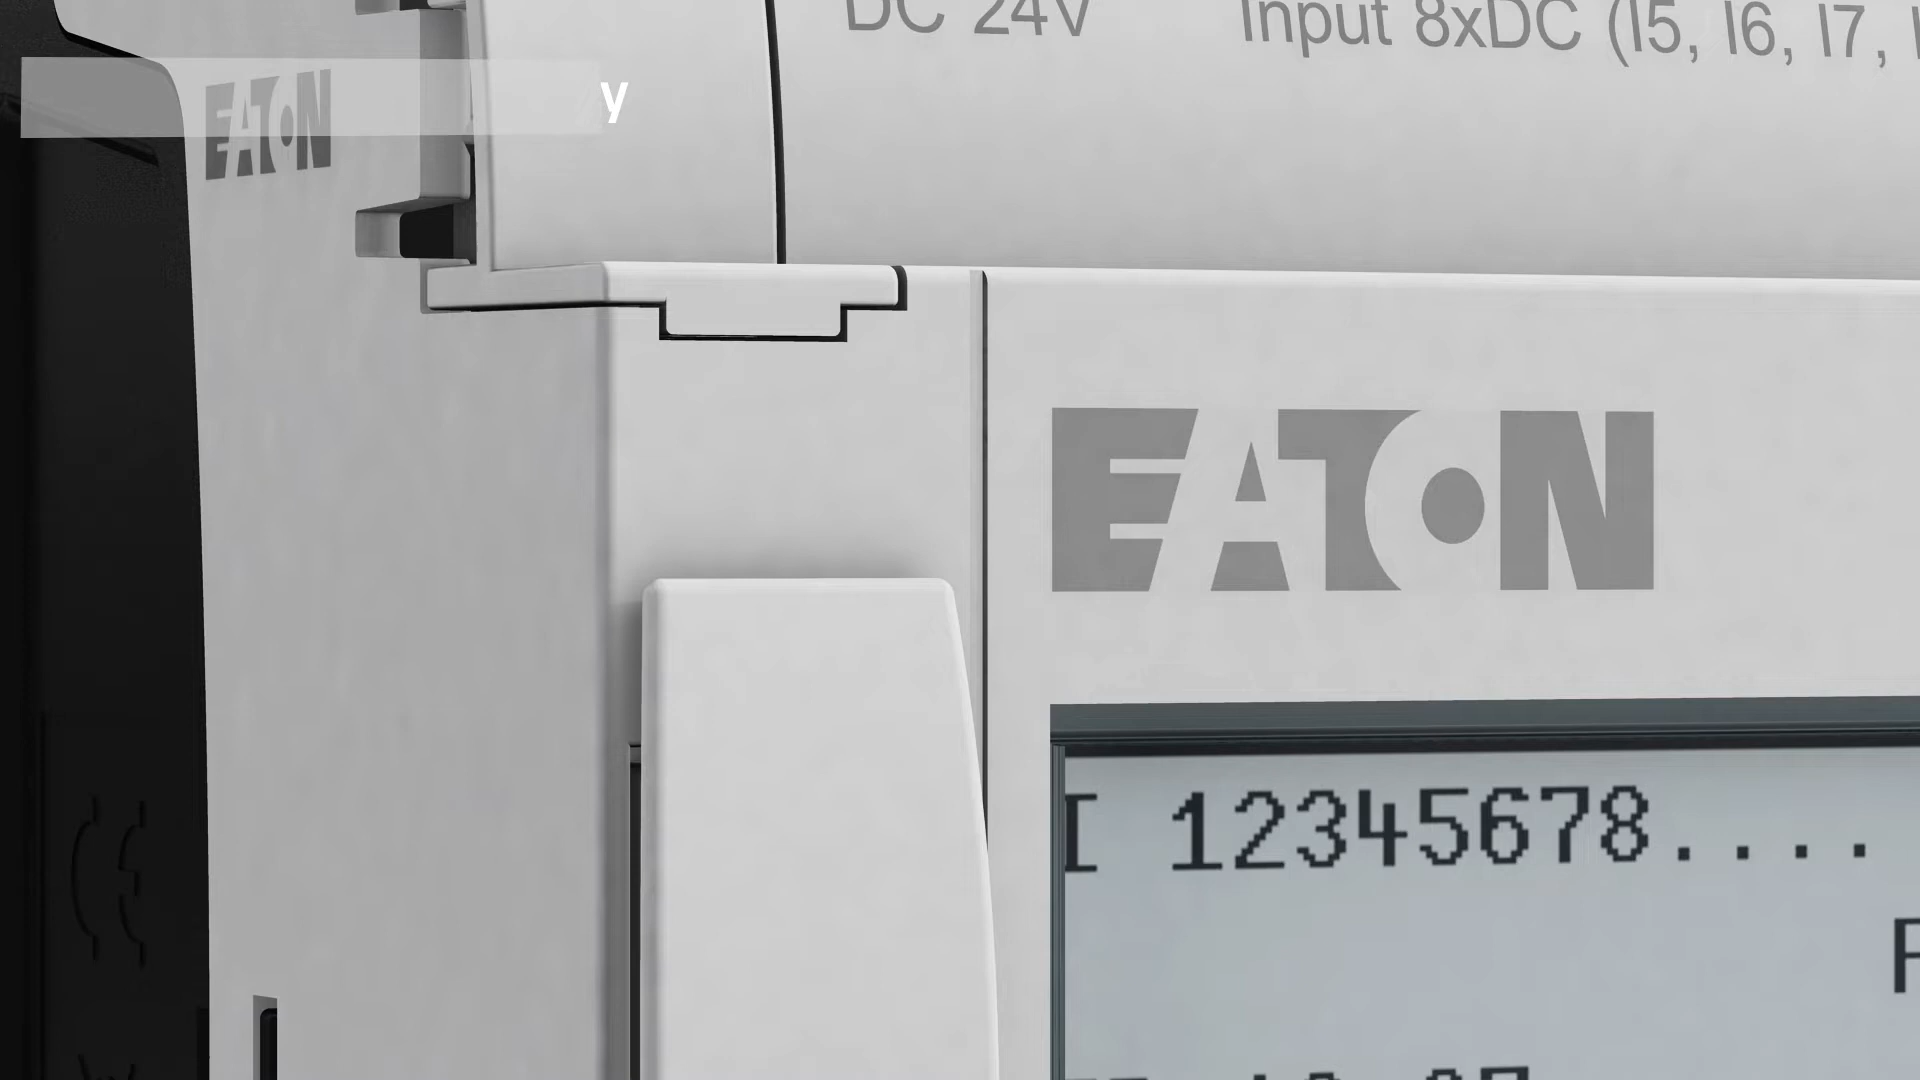 DC 24V
Input 8xDC (I5, I6, I7,
y
EATON
EATON
I 12345678....